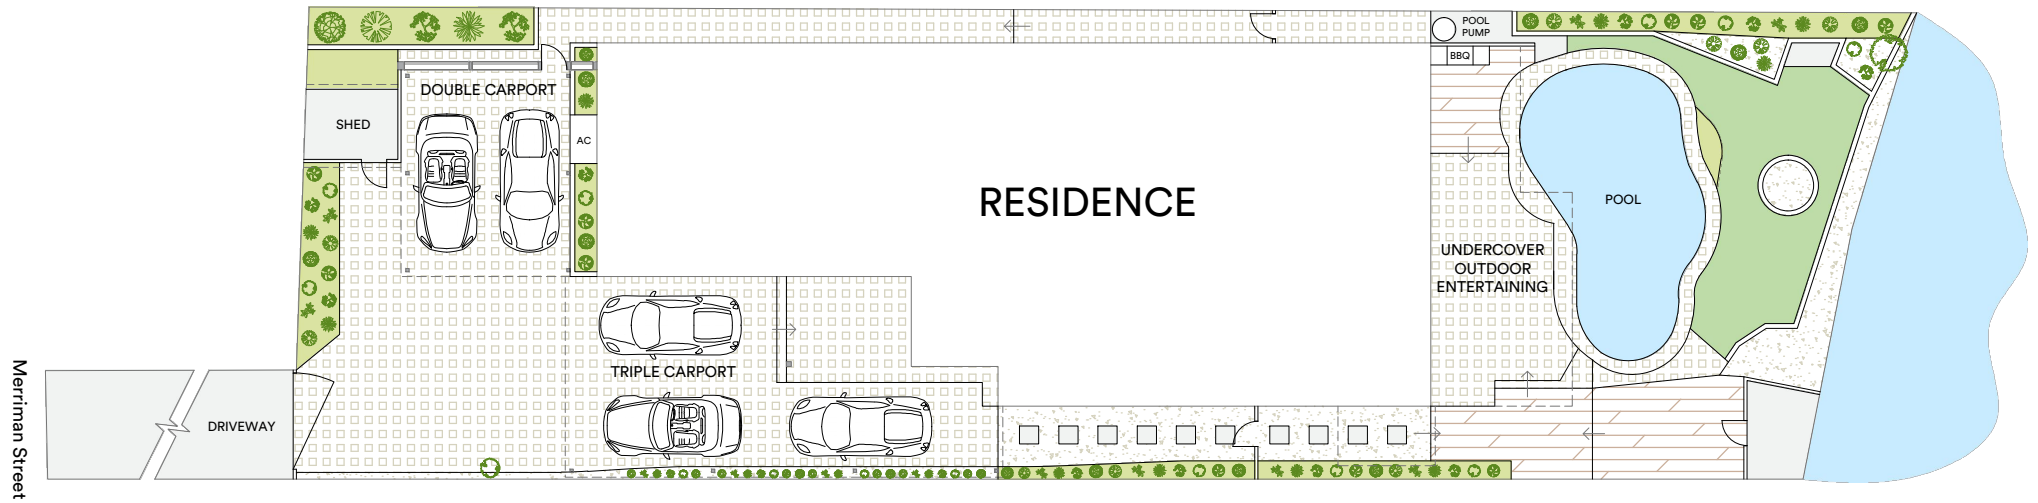 POOL
PUMP
BBQ
DOUBLE CARPORT
SHED
AC
RESIDENCE
POOL
UNDERCOVER
OUTDOOR
ENTERTAINING
TRIPLE CARPORT
DRIVEWAY
Merriman Street